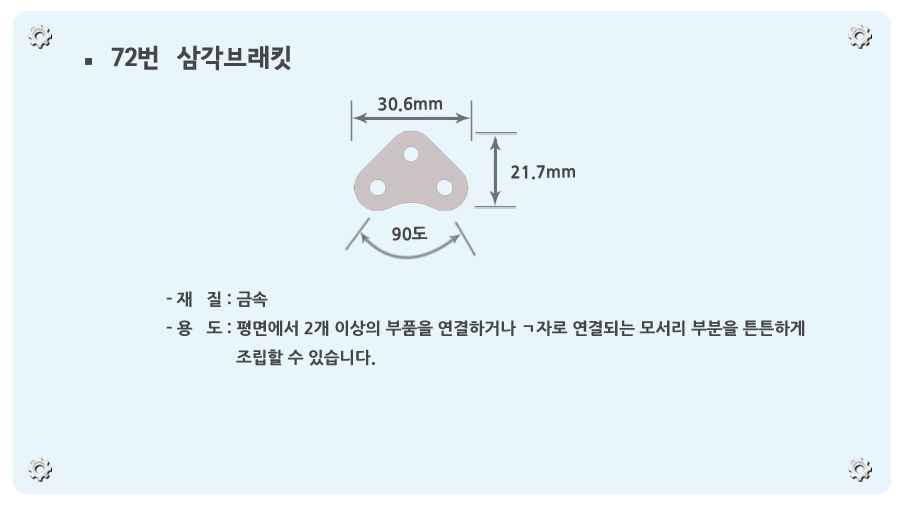 ▪ 72번 삼각브래킷
30.6mm
21.7mm
90도
- 재 질 : 금속
- 용 도 : 평면에서 2개 이상의 부품을 연결하거나 ㄱ자로 연결되는 모서리 부분을 튼튼하게
조립할 수 있습니다.